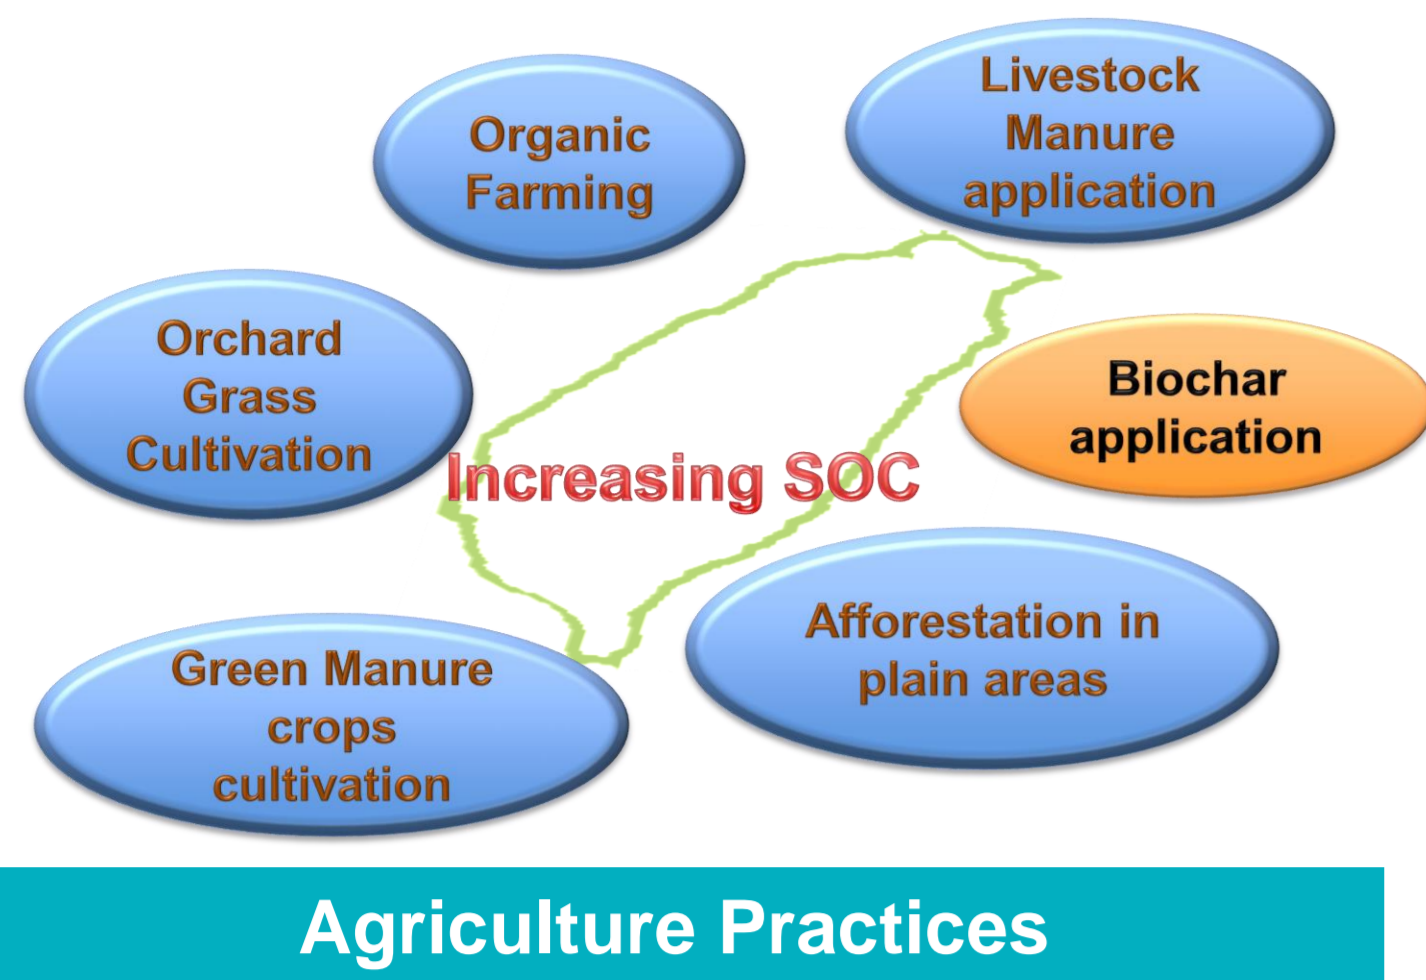 Organic
Farming
Livestock
Manure
application
Orchard
Grass
Cultivation
Biochar
application
Increasing SOC
Afforestation in
plain areas
Green Manure
crops
cultivation
Agriculture Practices